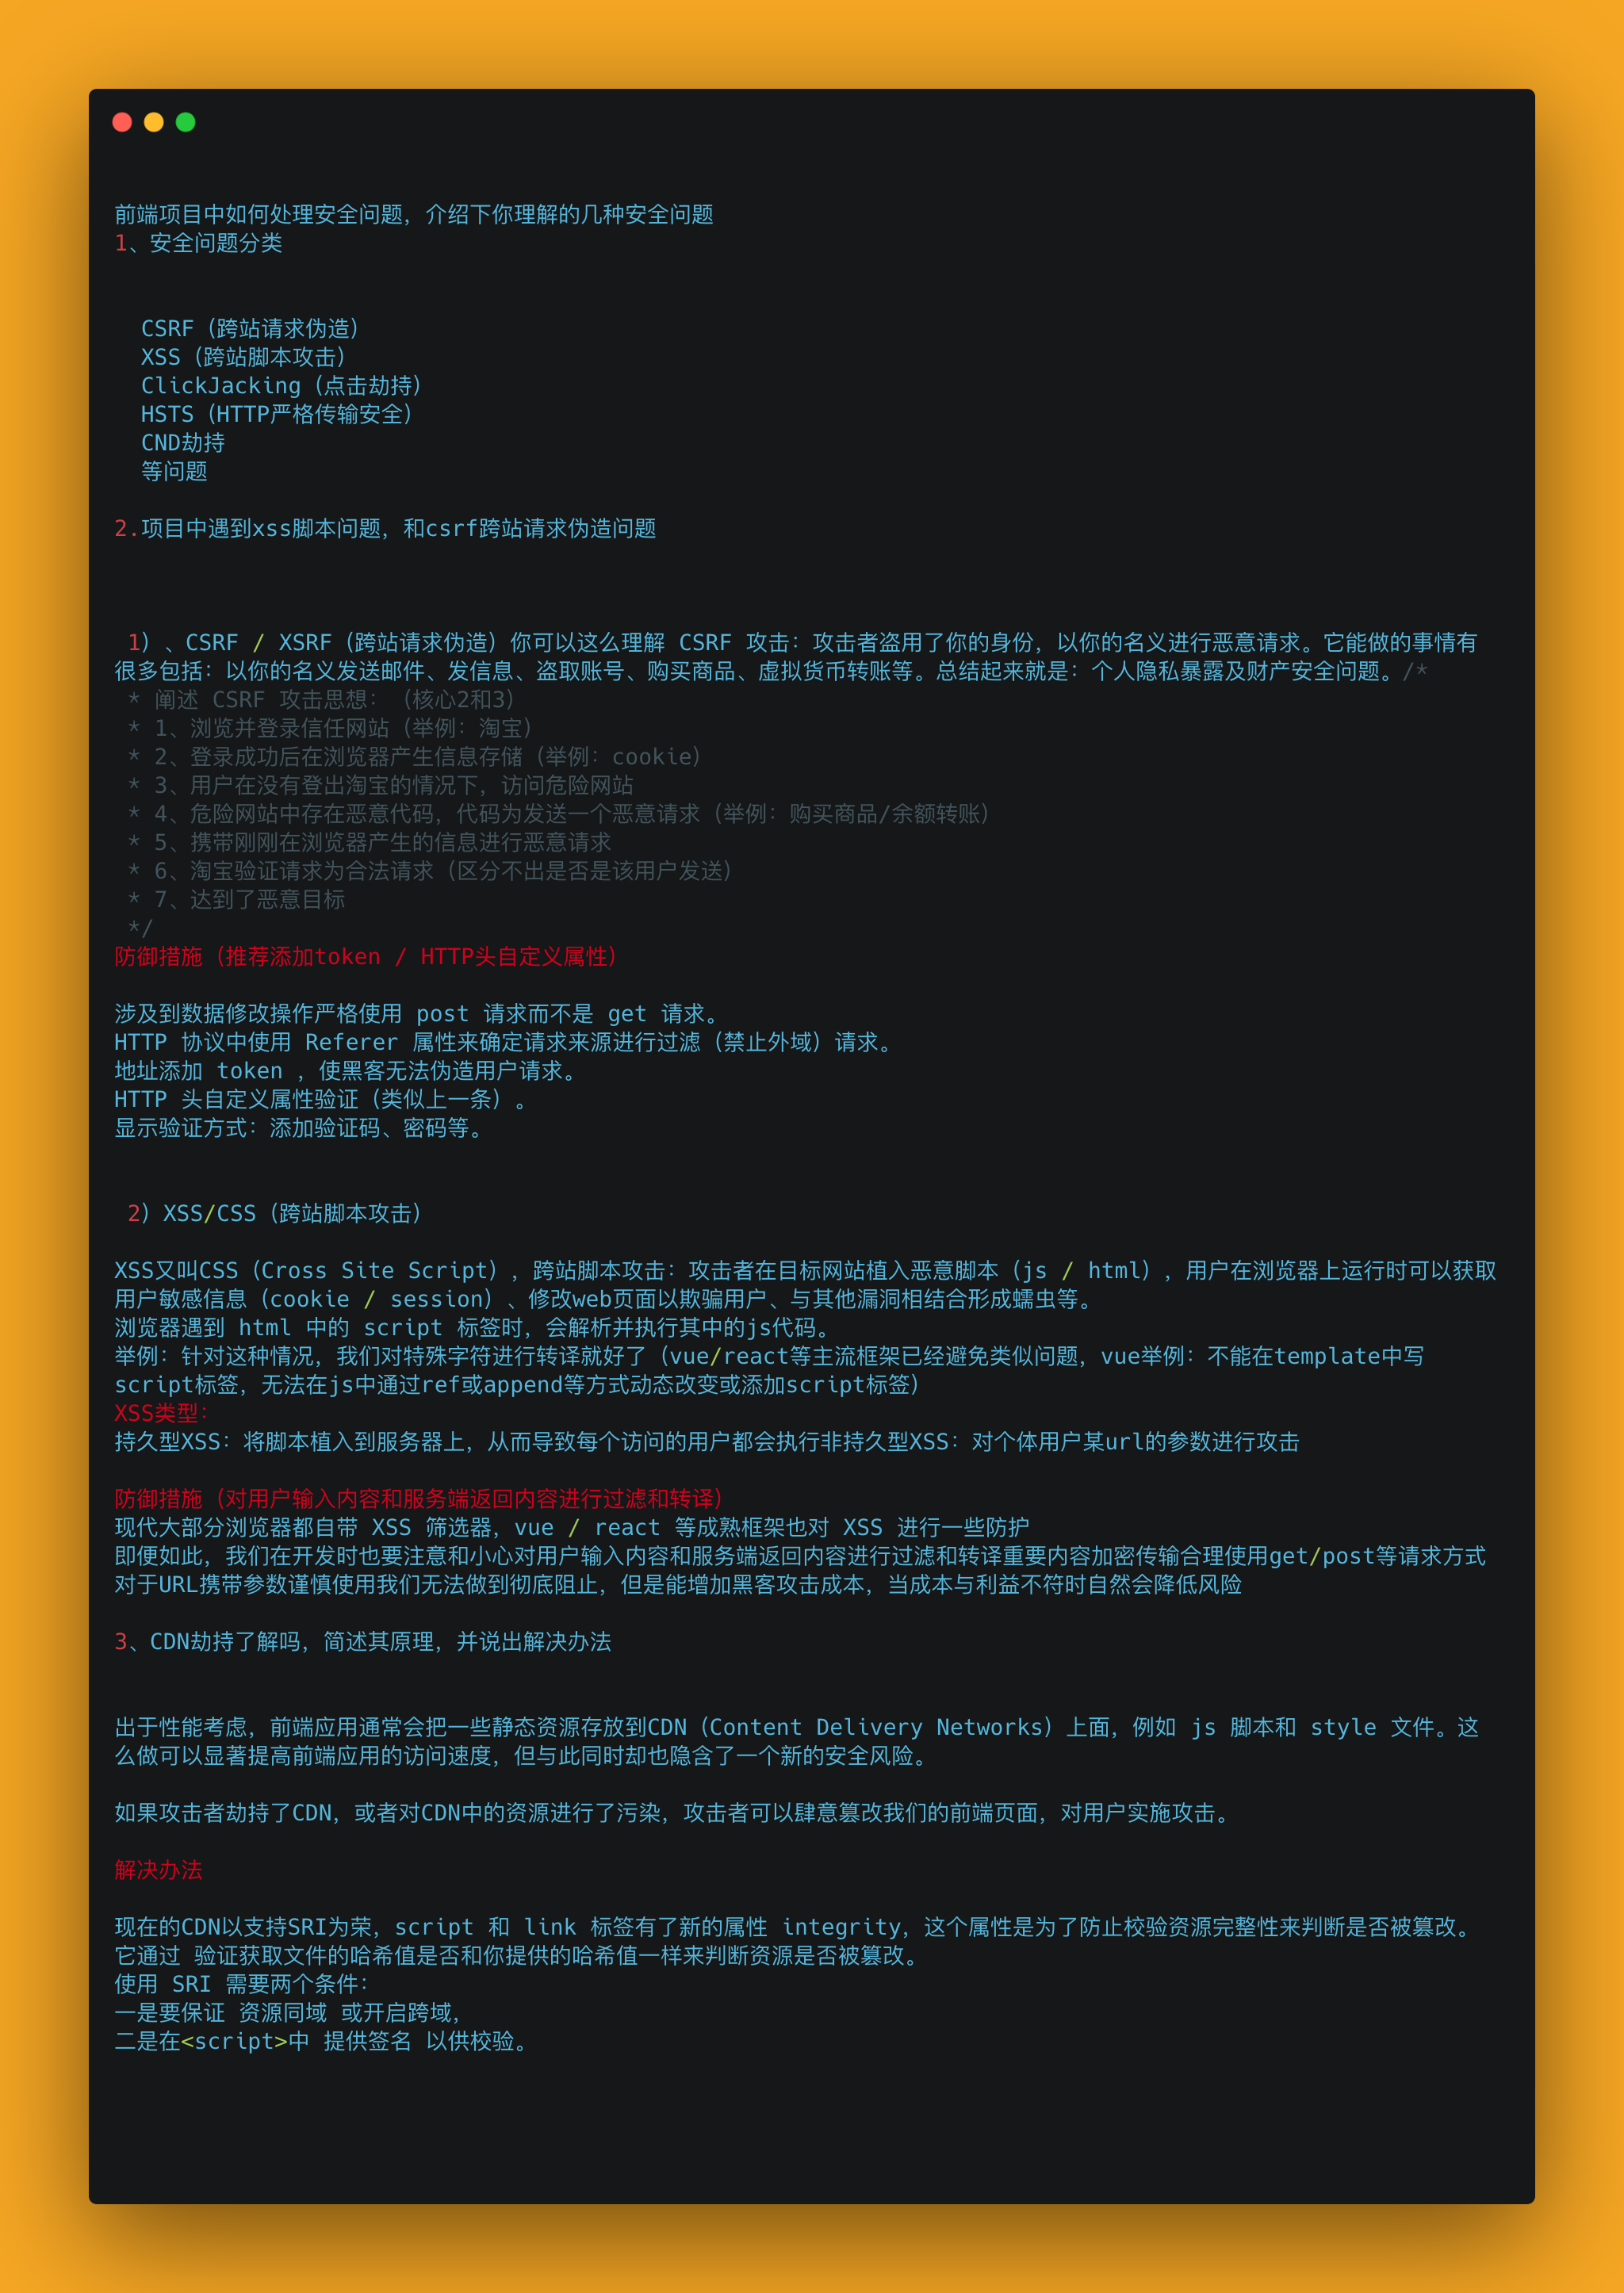 前端项目中如何处理安全问题，介绍下你理解的几种安全问题
1、安全问题分类
CSRF（跨站请求伪造）
XSS（跨站脚本攻击）
ClickJacking（点击劫持）
HSTS（HTTP严格传输安全）
CND劫持
等问题
2.项目中遇到xss脚本问题，和csrf跨站请求伪造问题
1）、CSRF / XSRF（跨站请求伪造）你可以这么理解 CSRF 攻击：攻击者盗用了你的身份，以你的名义进行恶意请求。它能做的事情有
很多包括：以你的名义发送邮件、发信息、盗取账号、购买商品、虚拟货币转账等。总结起来就是：个人隐私暴露及财产安全问题。/*
* 阐述 CSRF 攻击思想：（核心2和3）
* 1、浏览并登录信任网站（举例：淘宝）
* 2、登录成功后在浏览器产生信息存储（举例：cookie）
* 3、用户在没有登出淘宝的情况下，访问危险网站
* 4、危险网站中存在恶意代码，代码为发送一个恶意请求（举例：购买商品/余额转账）
* 5、携带刚刚在浏览器产生的信息进行恶意请求
* 6、淘宝验证请求为合法请求（区分不出是否是该用户发送）
* 7、达到了恶意目标
*/
防御措施（推荐添加token / HTTP头自定义属性）
涉及到数据修改操作严格使用 post 请求而不是 get 请求。
HTTP 协议中使用 Referer 属性来确定请求来源进行过滤（禁止外域）请求。
地址添加 token ，使黑客无法伪造用户请求。
HTTP 头自定义属性验证（类似上一条）。
显示验证方式：添加验证码、密码等。
2）XSS/CSS（跨站脚本攻击）
XSS又叫CSS（Cross Site Script），跨站脚本攻击：攻击者在目标网站植入恶意脚本（js / html），用户在浏览器上运行时可以获取
用户敏感信息（cookie / session）、修改web页面以欺骗用户、与其他漏洞相结合形成蠕虫等。
浏览器遇到 html 中的 script 标签时，会解析并执行其中的js代码。
举例：针对这种情况，我们对特殊字符进行转译就好了（vue/react等主流框架已经避免类似问题，vue举例：不能在template中写
script标签，无法在js中通过ref或append等方式动态改变或添加script标签）
XSS类型：
持久型XSS：将脚本植入到服务器上，从而导致每个访问的用户都会执行非持久型XSS：对个体用户某url的参数进行攻击
防御措施（对用户输入内容和服务端返回内容进行过滤和转译）
现代大部分浏览器都自带 XSS 筛选器，vue / react 等成熟框架也对 XSS 进行一些防护
即便如此，我们在开发时也要注意和小心对用户输入内容和服务端返回内容进行过滤和转译重要内容加密传输合理使用get/post等请求方式
对于URL携带参数谨慎使用我们无法做到彻底阻止，但是能增加黑客攻击成本，当成本与利益不符时自然会降低风险
3、CDN劫持了解吗，简述其原理，并说出解决办法
出于性能考虑，前端应用通常会把一些静态资源存放到CDN（Content Delivery Networks）上面，例如 js 脚本和 style 文件。这
么做可以显著提高前端应用的访问速度，但与此同时却也隐含了一个新的安全风险。
如果攻击者劫持了CDN，或者对CDN中的资源进行了污染，攻击者可以肆意篡改我们的前端页面，对用户实施攻击。
解决办法
现在的CDN以支持SRI为荣，script 和 link 标签有了新的属性 integrity，这个属性是为了防止校验资源完整性来判断是否被篡改。
它通过 验证获取文件的哈希值是否和你提供的哈希值一样来判断资源是否被篡改。
使用 SRI 需要两个条件：
一是要保证 资源同域 或开启跨域，
二是在<script>中 提供签名 以供校验。